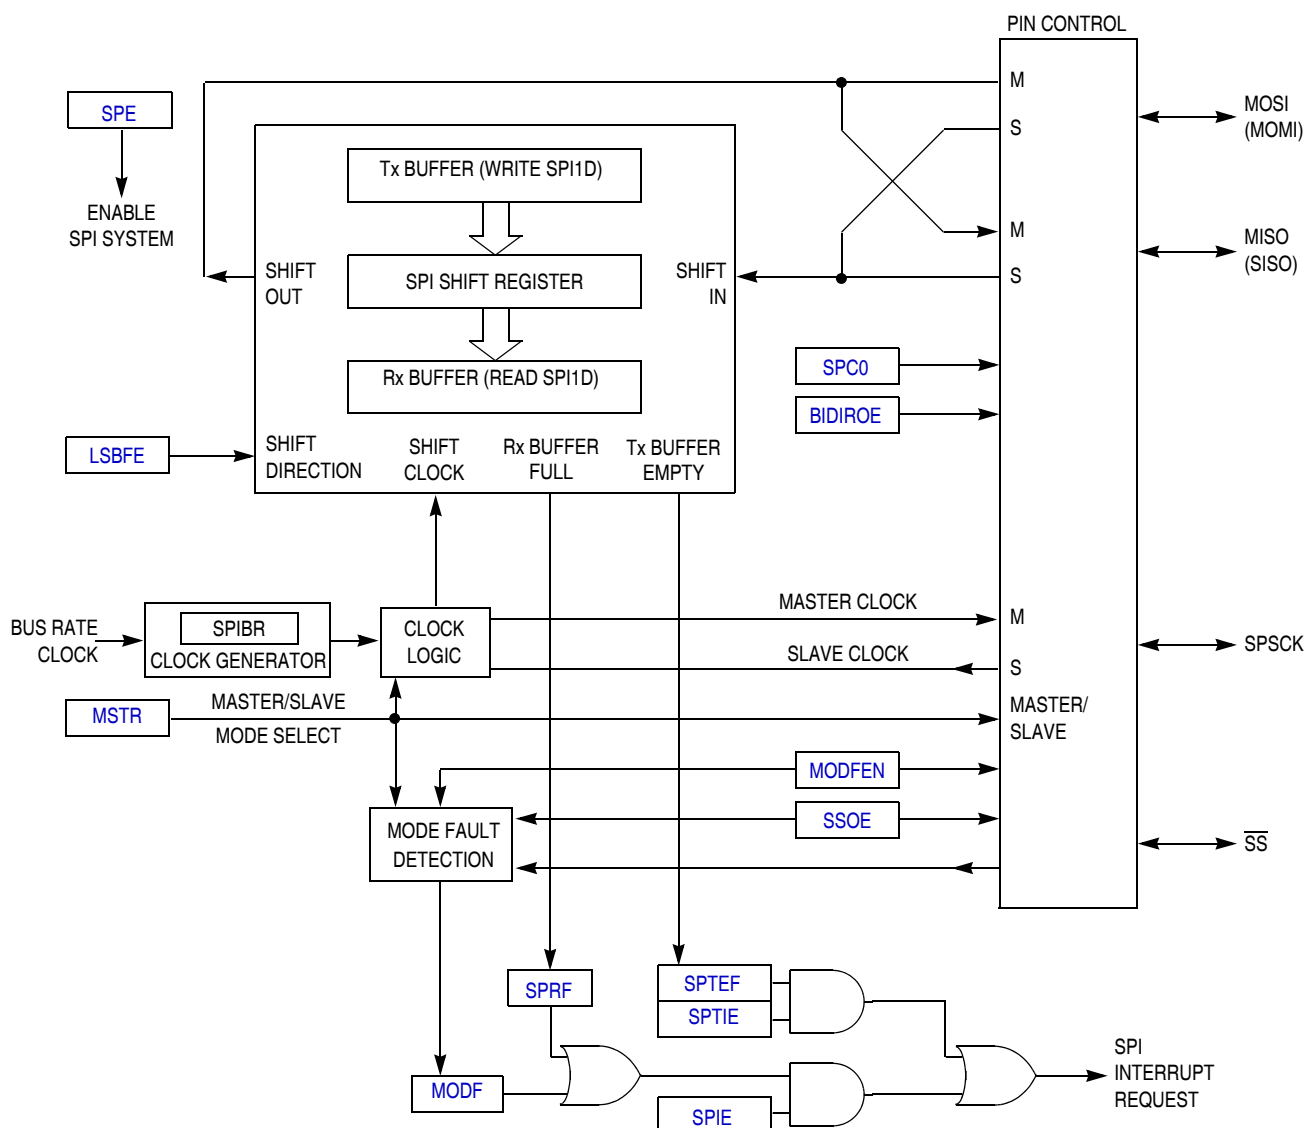 PIN CONTROL
M
SPE
MOSI
(MOMI)
S
Tx BUFFER (WRITE SPI1D)
ENABLE
SPI SYSTEM
M
MISO
(SISO)
SHIFT
OUT
SPI SHIFT REGISTER
SHIFT
IN
S
SPC0
Rx BUFFER (READ SPI1D)
BIDIROE
LSBFE
SHIFT
DIRECTION
SHIFT
CLOCK
Rx BUFFER
FULL
Tx BUFFER
EMPTY
MASTER CLOCK
M
BUS RATE
CLOCK
SPIBR
CLOCK GENERATOR
CLOCK
LOGIC
SPSCK
SLAVE CLOCK
S
MSTR
MASTER/SLAVE
MODE SELECT
MASTER/
SLAVE
MODFEN
SSOE
MODE FAULT
DETECTION
SS
SPRF
SPTEF
SPTIE
SPI
INTERRUPT
REQUEST
MODF
SPIE